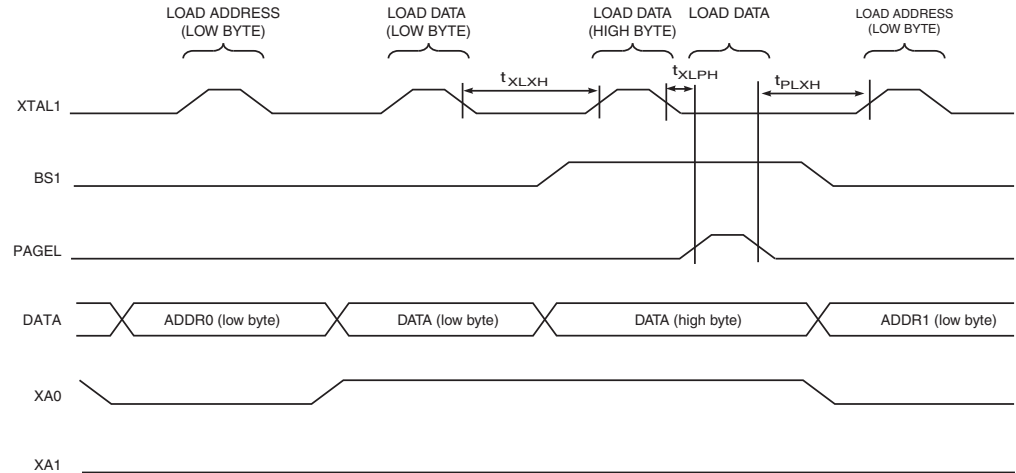 LOAD ADDRESS
(LOW BYTE)
LOAD DATA
(LOW BYTE)
LOAD DATA
(HIGH BYTE)
LOAD DATA
LOAD ADDRESS
(LOW BYTE)
tXLXH
tXLPH
tPLXH
XTAL1
BS1
PAGEL
DATA
ADDR0 (low byte)
DATA (low byte)
DATA (high byte)
ADDR1 (low byte)
XA0
XA1